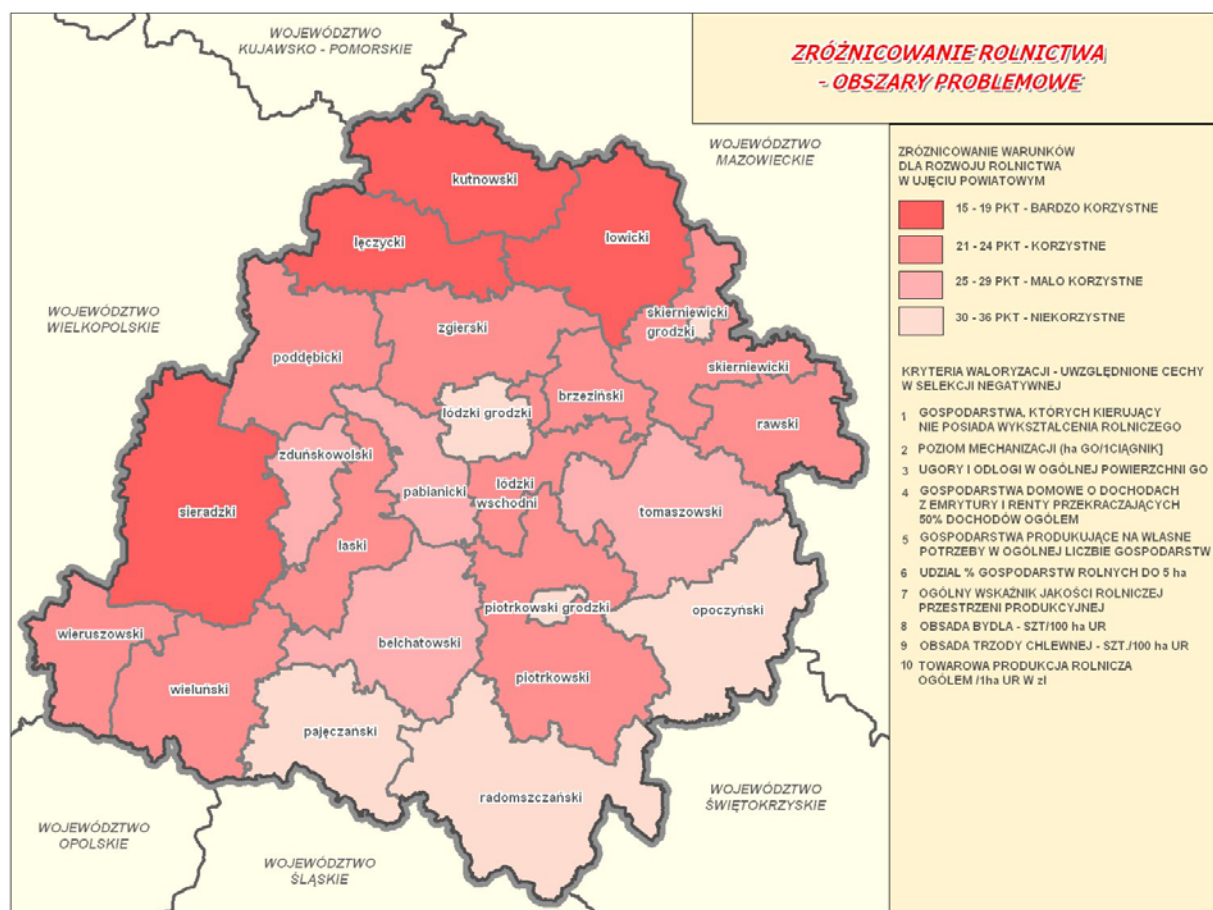 WOJEWÓDZTWO
KUJAWSKO - POMORSKIE
ZRÓŻNICOWANIE ROLNICTWA
- OBSZARY PROBLEMOWE
WOJEWÓDZTWO
MAZOWIECKIE
ZRÓŻNICOWANIE WARUNKÓW
DLA ROZWOJU ROLNICTWA
W UJĘCIU POWIATOWYM
15 - 19 PKT - BARDZO KORZYSTNE
21 - 24 PKT - KORZYSTNE
25 - 29 PKT - MAŁO KORZYSTNE
30 - 36 PKT - NIEKORZYSTNE
KRYTERIA WALORYZACJI - UWZGLĘDNIONE CECHY
W SELEKCJI NEGATYWNEJ
1 GOSPODARSTWA, KTÓRYCH KIERUJĄCY
NIE POSIADA WYKSZTAŁCENIA ROLNICZEGO
2 POZIOM MECHANIZACJI (ha GO/1CIĄGNIK]
3 UGORY I ODŁOGI W OGÓLNEJ POWIERZCHNI GO
4 GOSPODARSTWA DOMOWE O DOCHODACH
Z EMRYTURY I RENTY PRZEKRACZAJĄCYCH
50% DOCHODÓW OGÓŁEM
5 GOSPODARSTWA PRODUKUJĄCE NA WŁASNE
POTRZEBY W OGÓLNEJ LICZBIE GOSPODARSTW
6 UDZIAŁ % GOSPODARSTW ROLNYCH DO 5 ha
7 OGÓLNY WSKAŹNIK JAKOŚCI ROLNICZEJ
PRZESTRZENI PRODUKCYJNEJ
8 OBSADA BYDŁA - SZT/100 ha UR
9 OBSADA TRZODY CHLEWNEJ - SZT./100 ha UR
10 TOWAROWA PRODUKCJA ROLNICZA
OGÓŁEM /1ha UR W zł
kutnowski
łęczycki
łowicki
WOJEWÓDZTWO
WIELKOPOLSKIE
zgierski
skierniewicki
grodzki
poddębicki
skierniewicki
brzeziński
łódzki grodzki
rawski
zduńskowolski
pabianicki
łódzki
wschodni
sieradzki
tomaszowski
łaski
piotrkowski grodzki
opoczyński
wieruszowski
bełchatowski
wieluński
piotrkowski
pajęczański
radomszczański
WOJEWÓDZTWO
ŚWIĘTOKRZYSKIE
WOJEWÓDZTWO
OPOLSKIE
WOJEWÓDZTWO
ŚLĄSKIE